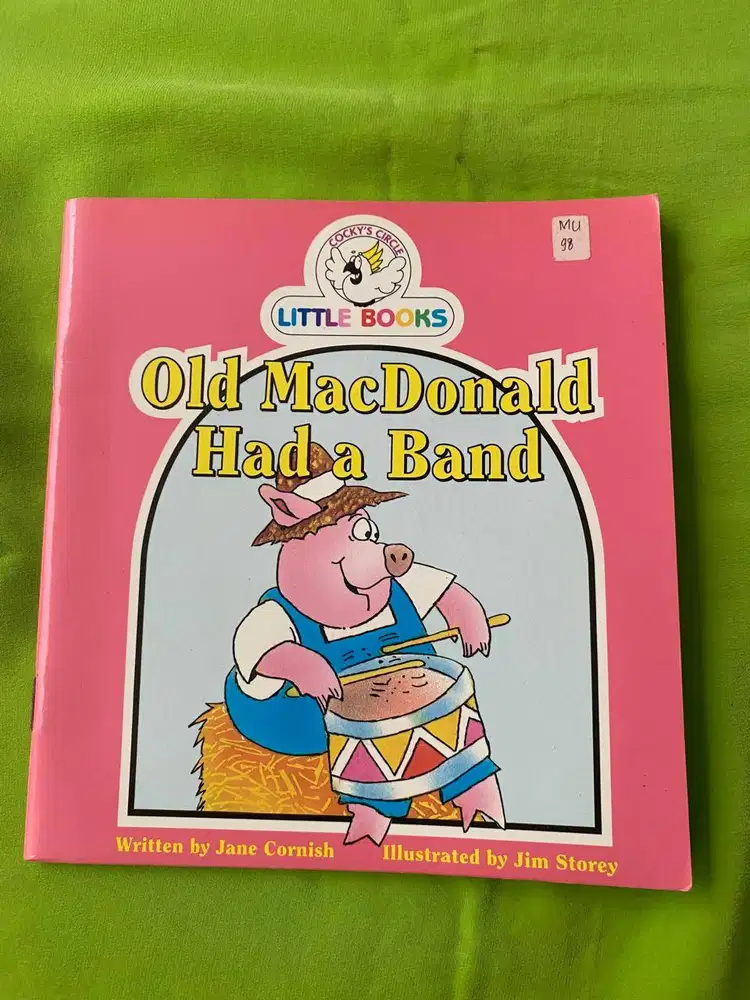 COCKY'S CIRCLE
MU
98
LITTLE BOOKS
Old MacDonald
Had a Band
Written by Jane Cornish
Illustrated by Jim Storey